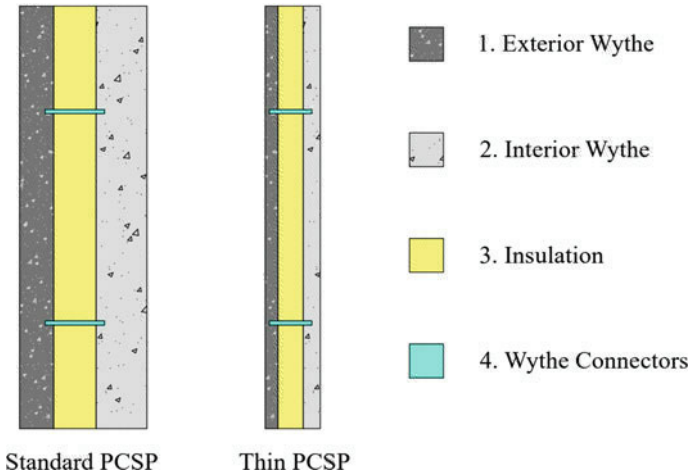 1. Exterior Wythe
2. Interior Wythe
3. Insulation
4. Wythe Connectors
Standard PCSP
Thin PCSP